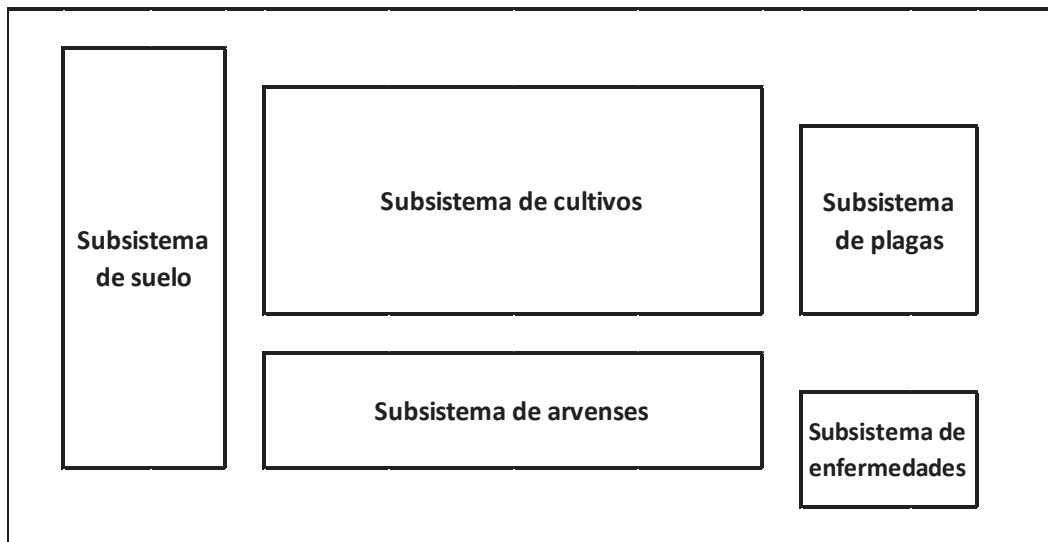 Subsistema
de suelo
Subsistema de cultivos
Subsistema
de plagas
Subsistema de arvenses
Subsistema de
enfermedades